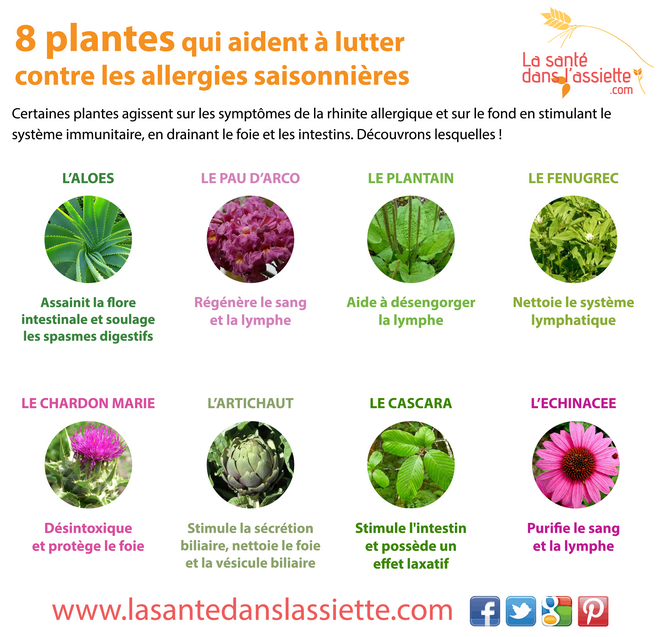 8 plantes qui aident à lutter
contre les allergies saisonnières
La santé
dans l'assiette
.com
Certaines plantes agissent sur les symptômes de la rhinite allergique et sur le fond en stimulant le
système immunitaire, en drainant le foie et les intestins. Découvrons lesquelles !
L'ALOES
Assainit la flore
intestinale et soulage
les spasmes digestifs
LE PAU D'ARCO
Régénère le sang
et la lymphe
LE PLANTAIN
Aide à désengorger
la lymphe
LE FENUGREC
Nettoie le système
lymphatique
LE CHARDON MARIE
Désintoxique
et protège le foie
L'ARTICHAUT
Stimule la sécrétion
biliaire, nettoie le foie
et la vésicule biliaire
LE CASCARA
Stimule l'intestin
et possède un
effet laxatif
L'ECHINACEE
Purifie le sang
et la lymphe
www.lasantedanslassiette.com